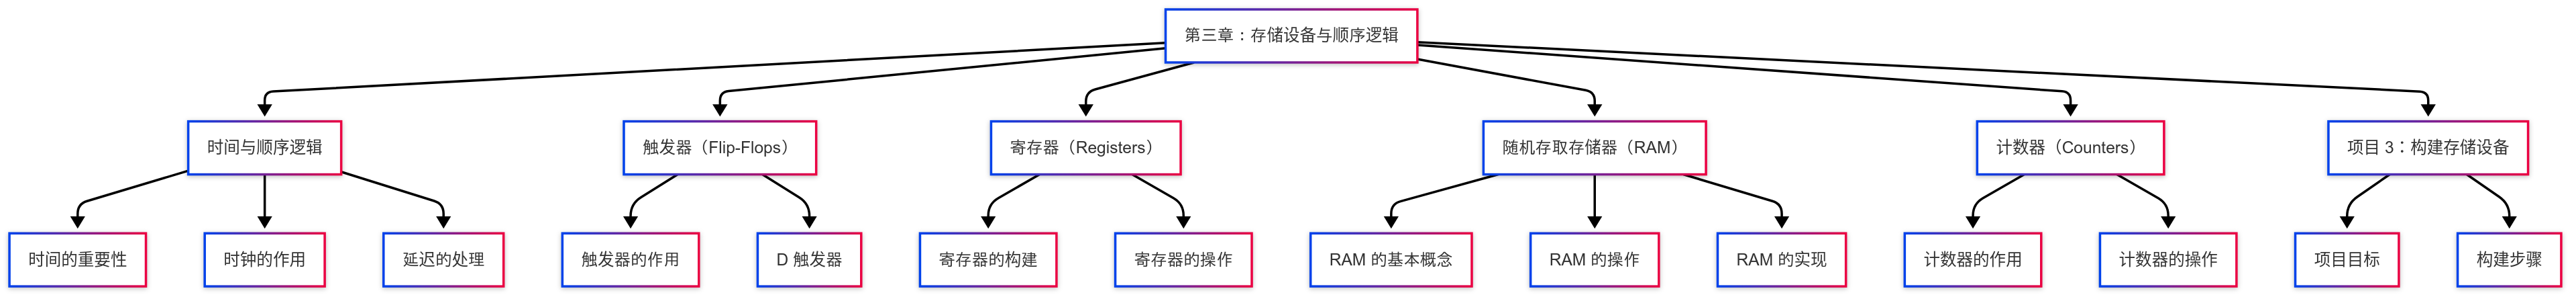 第三章：存储设备与顺序逻辑
时间与顺序逻辑
触发器（Flip-Flops）
寄存器（Registers）
随机存取存储器（RAM）
计数器（Counters）
项目 3：构建存储设备
时间的重要性
时钟的作用
延迟的处理
触发器的作用
D 触发器
寄存器的构建
寄存器的操作
RAM 的基本概念
RAM 的操作
RAM 的实现
计数器的作用
计数器的操作
项目目标
构建步骤